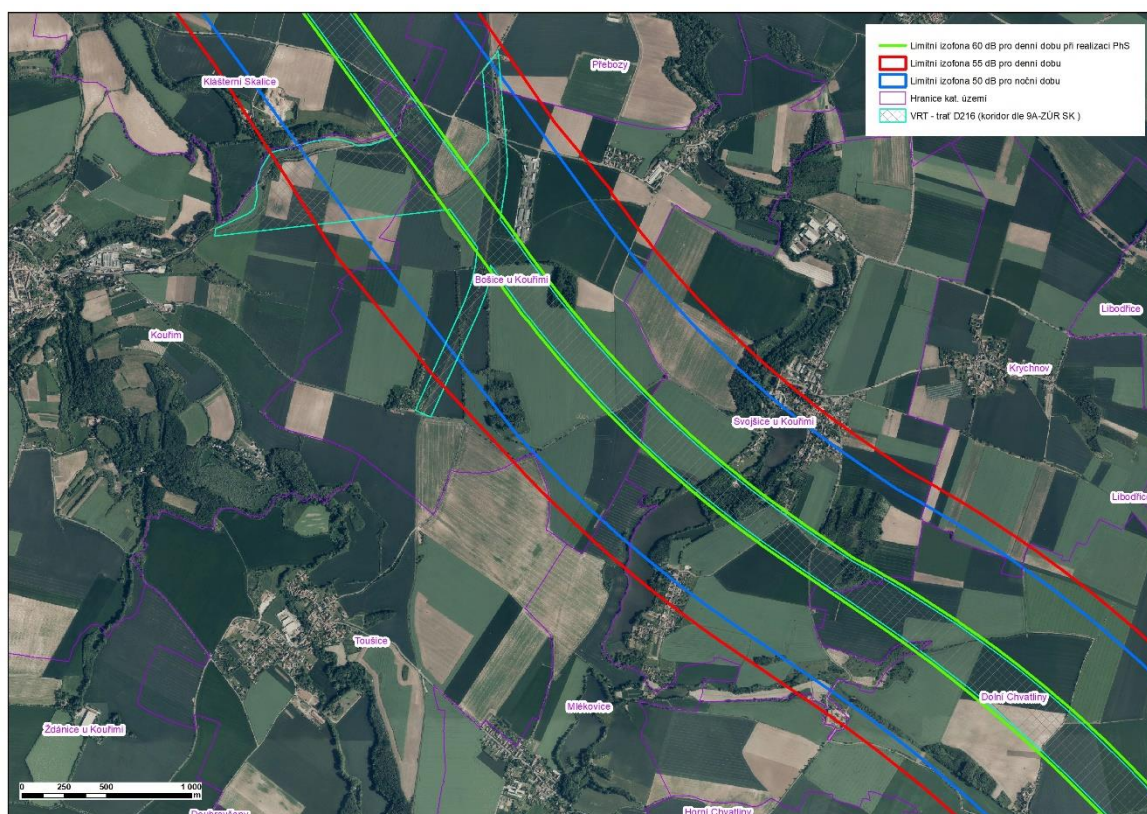 Limitní izofona 60 dB pro denní dobu při realizaci PhS
Limitní izofona 55 dB pro denní dobu
Limitní izofona 50 dB pro noční dobu
Hranice kat. území
VRT - trať D216 (koridor dle 9A-ZÚR SK )
Přebozy
Klášterní Skalice
Bošice u Kouřimi
Libodřice
Kouřim
Krychnov
Svojšice u Kouřimi
Libodřice
Toušice
Dolní Chvatliny
Mlékovice
Ždánice u Kouřimi
0 250 500 1 000
m
Horní Chvatliny